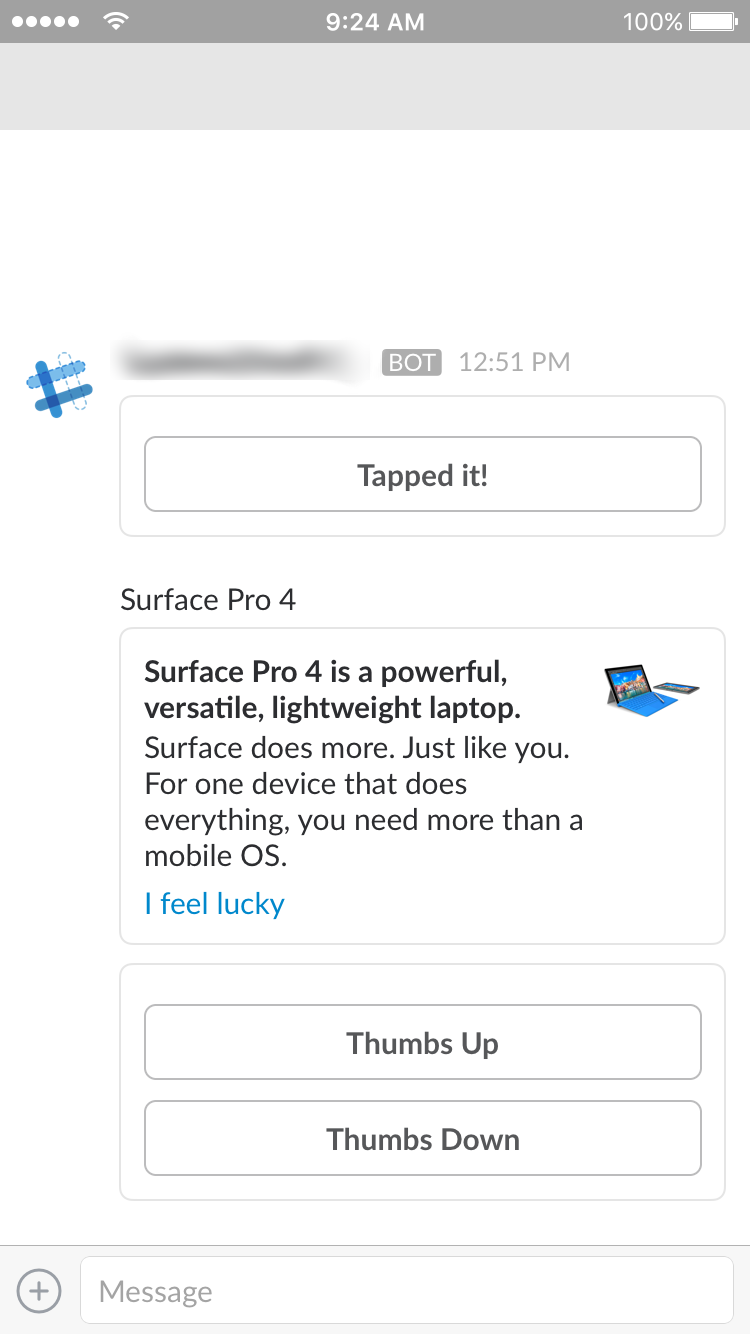 9:24 AM 100%
BOT 12:51 PM
Tapped it!
Surface Pro 4
Surface Pro 4 is a powerful,
versatile, lightweight laptop.
Surface does more. Just like you.
For one device that does
everything, you need more than a
mobile OS.
I feel lucky
Thumbs Up
Thumbs Down
Message